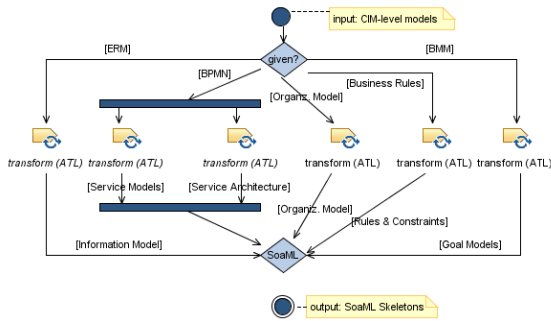 input: CIM-level models
[ERM]
given?
[BMM]
[BPMN]
[Business Rules]
[Organz. Model]
transform (ATL)
transform (ATL)
transform (ATL)
transform (ATL)
transform (ATL)
transform (ATL)
[Service Models]
[Service Architecture]
[Organiz. Model]
[Rules & Constraints]
[Information Model]
[Goal Models]
SoaML
output: SoaML Skeletons